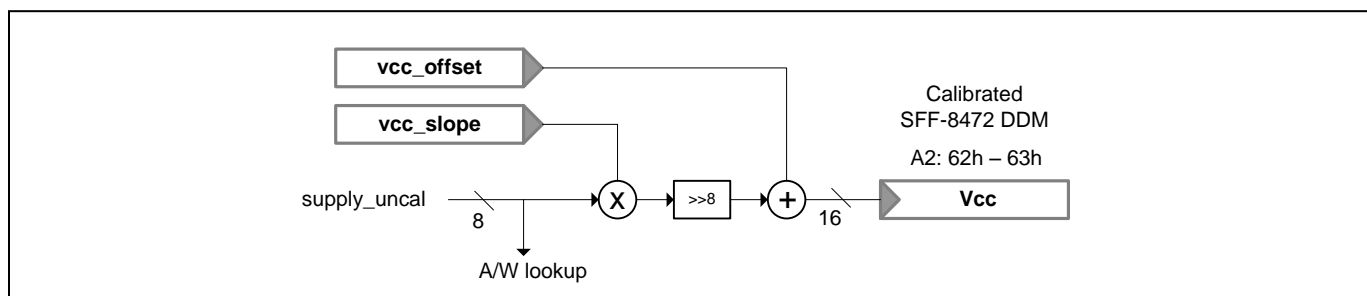 vcc_offset
vcc_slope
Calibrated
SFF-8472 DDM
A2: 62h – 63h
supply_uncal
8
X
>>8
+
16
Vcc
A/W lookup